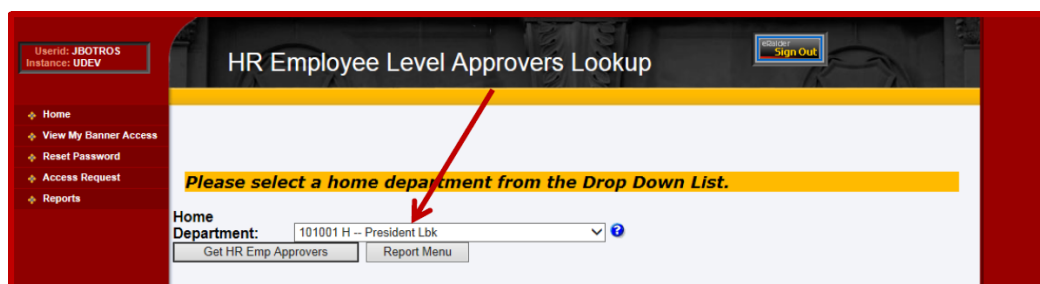 Userid: JBOTROS
Instance: UDEV
HR Employee Level Approvers Lookup
eRaider
Sign Out
Home
View My Banner Access
Reset Password
Access Request
Reports
Please select a home department from the Drop Down List.
Home
Department:
101001 H -- President Lbk
?
Get HR Emp Approvers
Report Menu